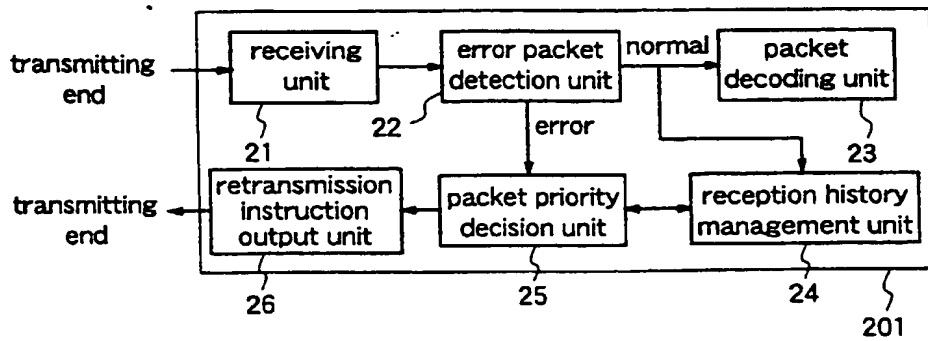 transmitting
end
receiving
unit
21
error packet
detection unit
22
normal
packet
decoding unit
23
error
transmitting
end
retransmission
instruction
output unit
26
packet priority
decision unit
25
reception history
management unit
24
201